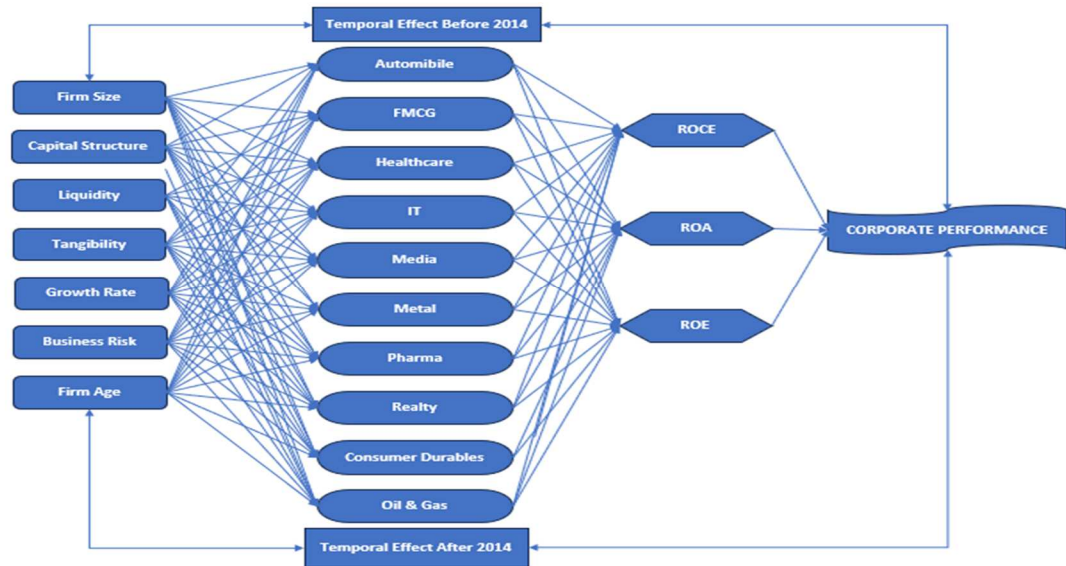 Temporal Effect Before 2014
Firm Size
Capital Structure
Liquidity
Tangibility
Growth Rate
Business Risk
Firm Age
Automibile
FMCG
Healthcare
IT
Media
Metal
Pharma
Realty
Consumer Durables
Oil & Gas
ROCE
ROA
ROE
CORPORATE PERFORMANCE
Temporal Effect After 2014